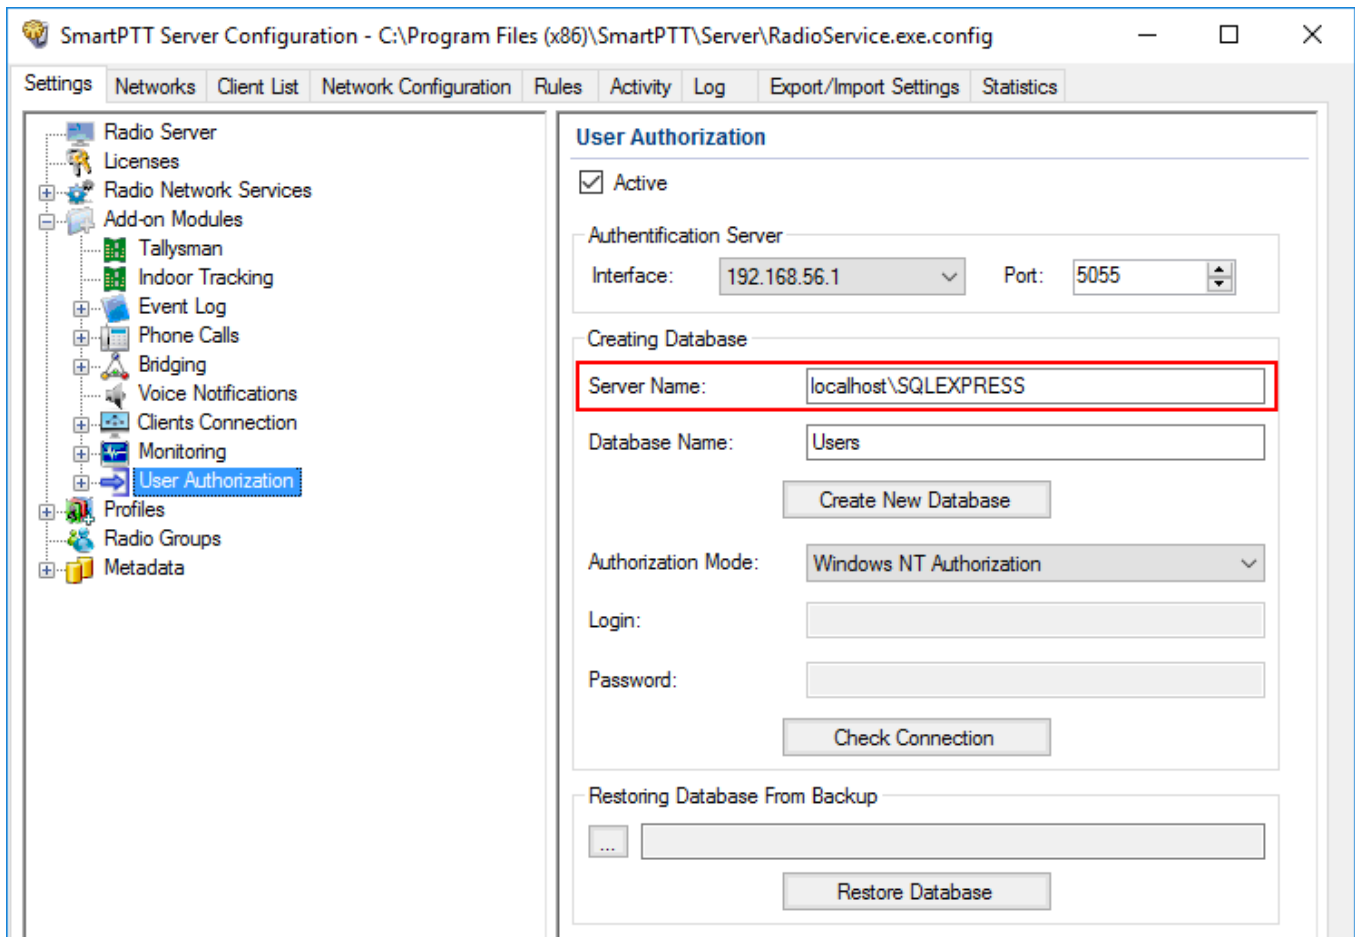 SmartPTT Server Configuration - C:\Program Files (x86)\SmartPTT\Server\RadioService.exe.config
Settings Networks Client List Network Configuration Rules Activity Log Export/Import Settings Statistics
Radio Server
Licenses
Radio Network Services
Add-on Modules
Tallysman
Indoor Tracking
Event Log
Phone Calls
Bridging
Voice Notifications
Clients Connection
Monitoring
User Authorization
Profiles
Radio Groups
Metadata
User Authorization
Active
Authentification Server
Interface: 192.168.56.1 Port: 5055
Creating Database
Server Name: localhost\SQLEXPRESS
Database Name: Users
Create New Database
Authorization Mode: Windows NT Authorization
Login:
Password:
Check Connection
Restoring Database From Backup
...
Restore Database